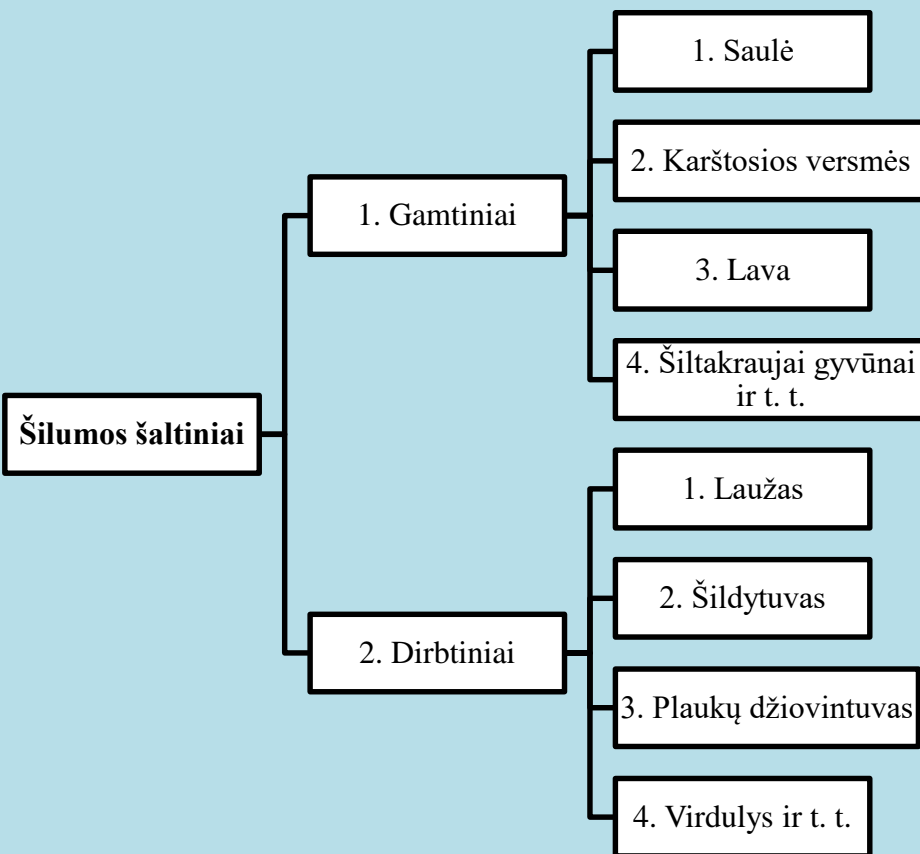 Šilumos šaltiniai
1. Gamtiniai
1. Saulė
2. Karštosios versmės
3. Lava
4. Šiltakraujai gyvūnai
ir t. t.
2. Dirbtiniai
1. Laužas
2. Šildytuvas
3. Plaukų džiovintuvas
4. Virdulys ir t. t.